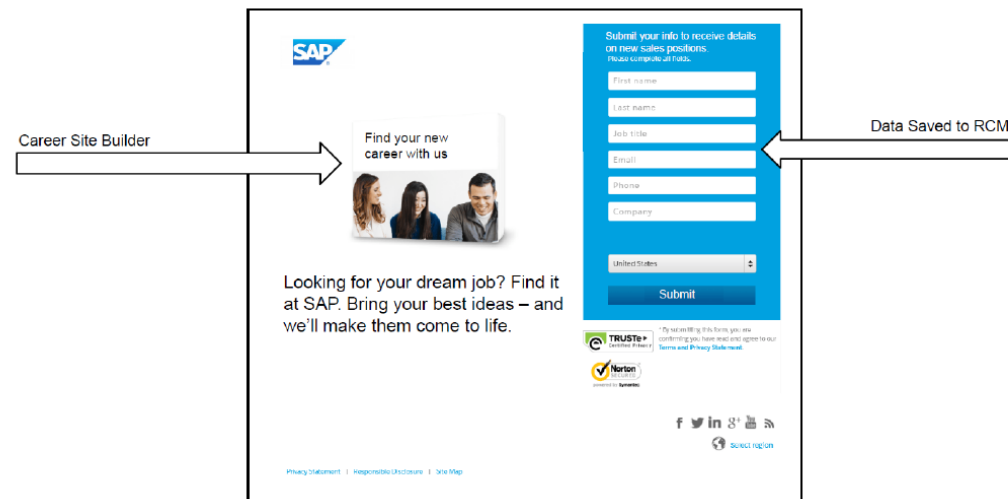 SAP
Submit your info to receive details
on new sales positions.
Please complete all fields.
First name
Last name
Job title
Email
Phone
Company
United States
Submit
Career Site Builder
Find your new
career with us
Data Saved to RCM
Looking for your dream job? Find it
at SAP. Bring your best ideas – and
we'll make them come to life.
TRUSTe
Certified Privacy
* By submitting this form, you are
confirming you have read and agree to our
Terms and Privacy Statement.
Norton
SECURED
powered by Symantec
Select region
Privacy Statement | Responsible Disclosure | Site Map